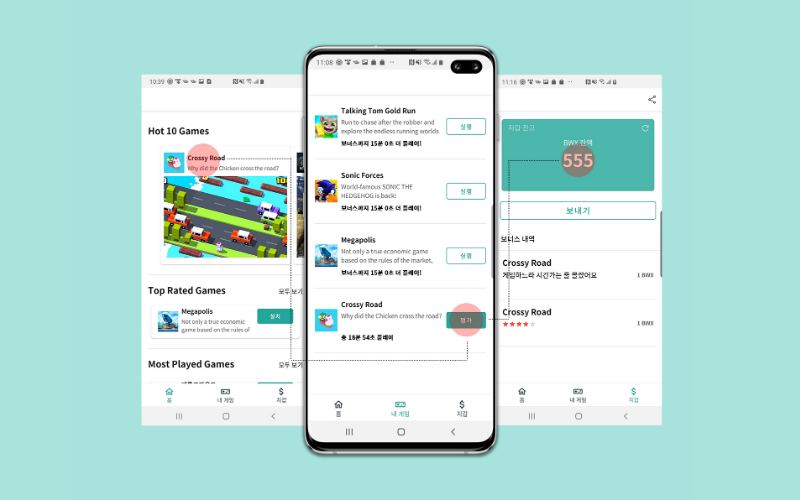 10:39
Hot 10 Games
Crossy Road
Why did the Chicken cross the road?
Top Rated Games
모두 보기
Megapolis
Not only a true economic
game based on the rules of
설치
Most Played Games
모두 보기
홈
내 게임
지갑
11:08
Talking Tom Gold Run
Run to chase after the robber and
explore the endless running worlds
보너스까지 15분 0초 더 플레이!
실행
Sonic Forces
World-famous SONIC THE
HEDGEHOG is back!
보너스까지 15분 0초 더 플레이!
실행
Megapolis
Not only a true economic game
based on the rules of the market,
보너스까지 15분 0초 더 플레이!
실행
Crossy Road
Why did the Chicken cross the road?
총 15분 54초 플레이
평가
홈
내 게임
지갑
11:16
지갑 잔고
BWX 잔액
555
보내기
보너스 내역
Crossy Road
게임하느라 시간가는 줄 몰랐어요
1 BWX
Crossy Road
1 BWX
홈
내 게임
지갑